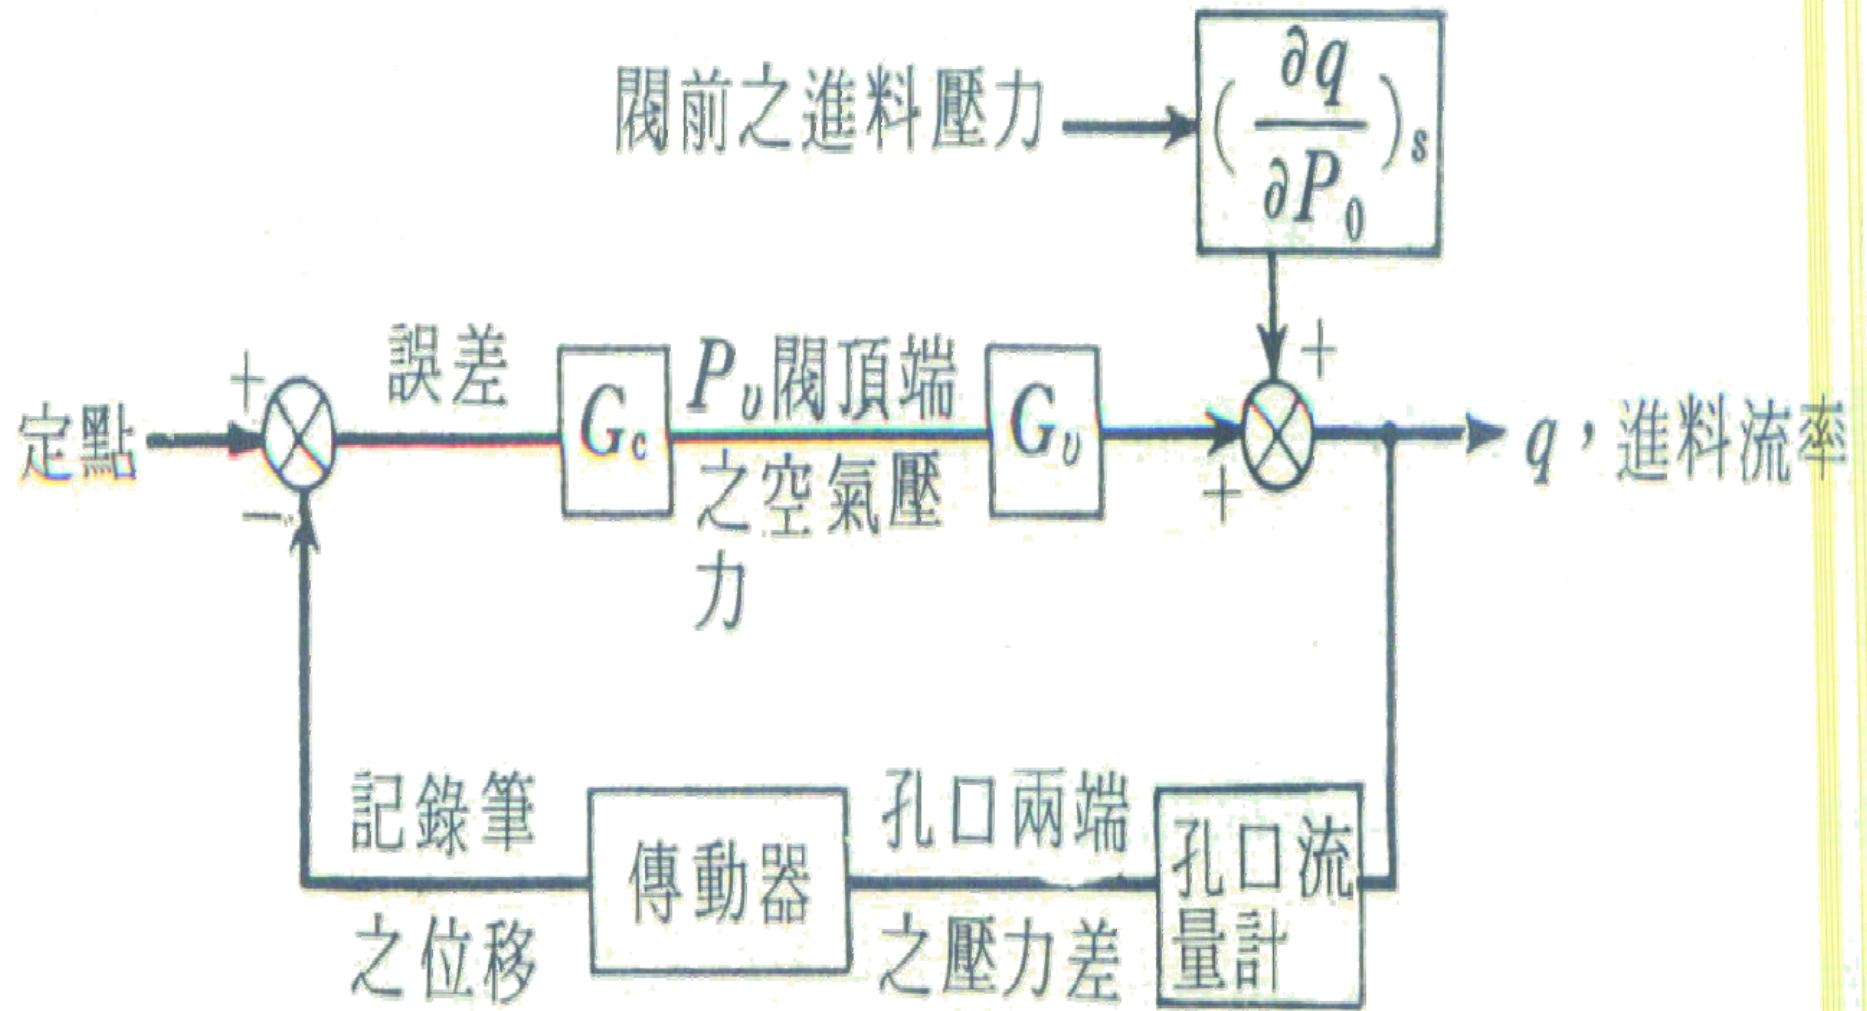 閥前之進料壓力
(∂q/∂P₀)s
+
+
誤差
Gc
Pυ閥頂端
Gυ
定點
q，進料流率
之空氣壓
+
−
力
記錄筆
孔口兩端
傳動器
孔口流
之位移
之壓力差
量計